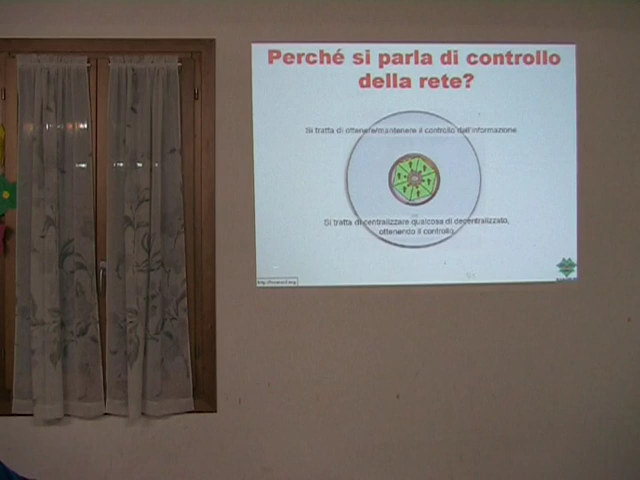 Perché si parla di controllo
della rete?
Si tratta di ottenere/mantenere il controllo dell'informazione
Si tratta di centralizzare qualcosa di decentralizzato,
ottenendo il controllo